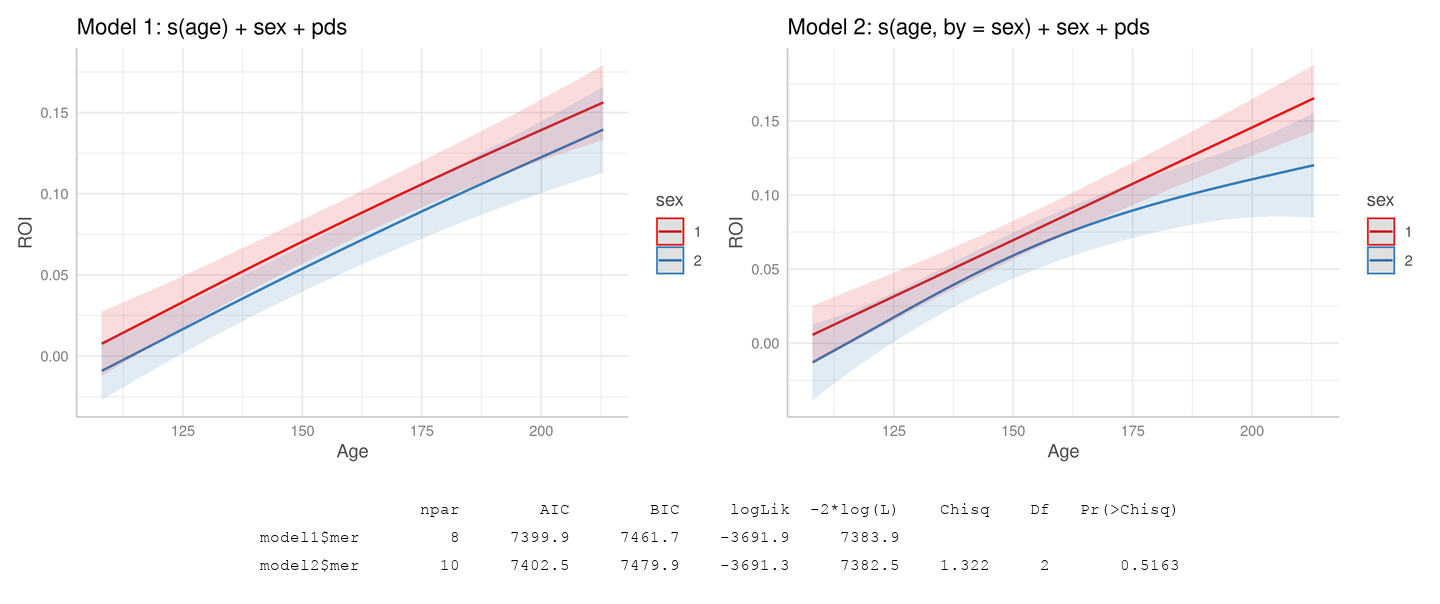 Model 1: s(age) + sex + pds
ROI
0.15
0.10
0.05
0.00
125 150 175 200
Age
sex
1
2
Model 2: s(age, by = sex) + sex + pds
ROI
0.15
0.10
0.05
0.00
125 150 175 200
Age
sex
1
2
npar AIC BIC logLik -2*log(L) Chisq Df Pr(>Chisq)
model1$mer 8 7399.9 7461.7 -3691.9 7383.9
model2$mer 10 7402.5 7479.9 -3691.3 7382.5 1.322 2 0.5163